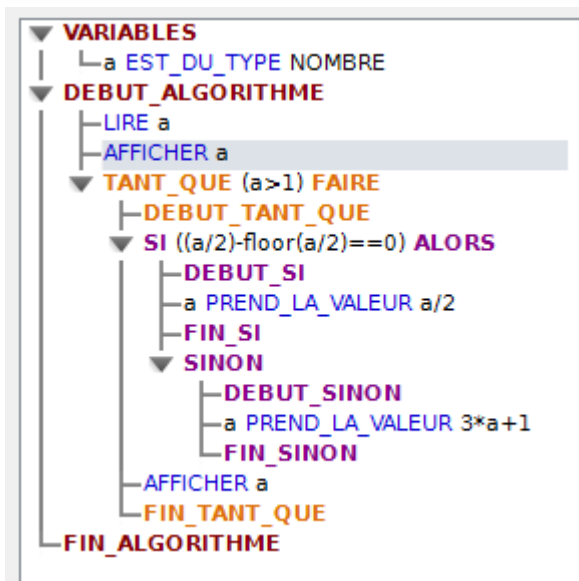 VARIABLES
a EST_DU_TYPE NOMBRE
DEBUT_ALGORITHME
LIRE a
AFFICHER a
TANT_QUE (a>1) FAIRE
DEBUT_TANT_QUE
SI ((a/2)-floor(a/2)==0) ALORS
DEBUT_SI
a PREND_LA_VALEUR a/2
FIN_SI
SINON
DEBUT_SINON
a PREND_LA_VALEUR 3*a+1
FIN_SINON
AFFICHER a
FIN_TANT_QUE
FIN_ALGORITHME